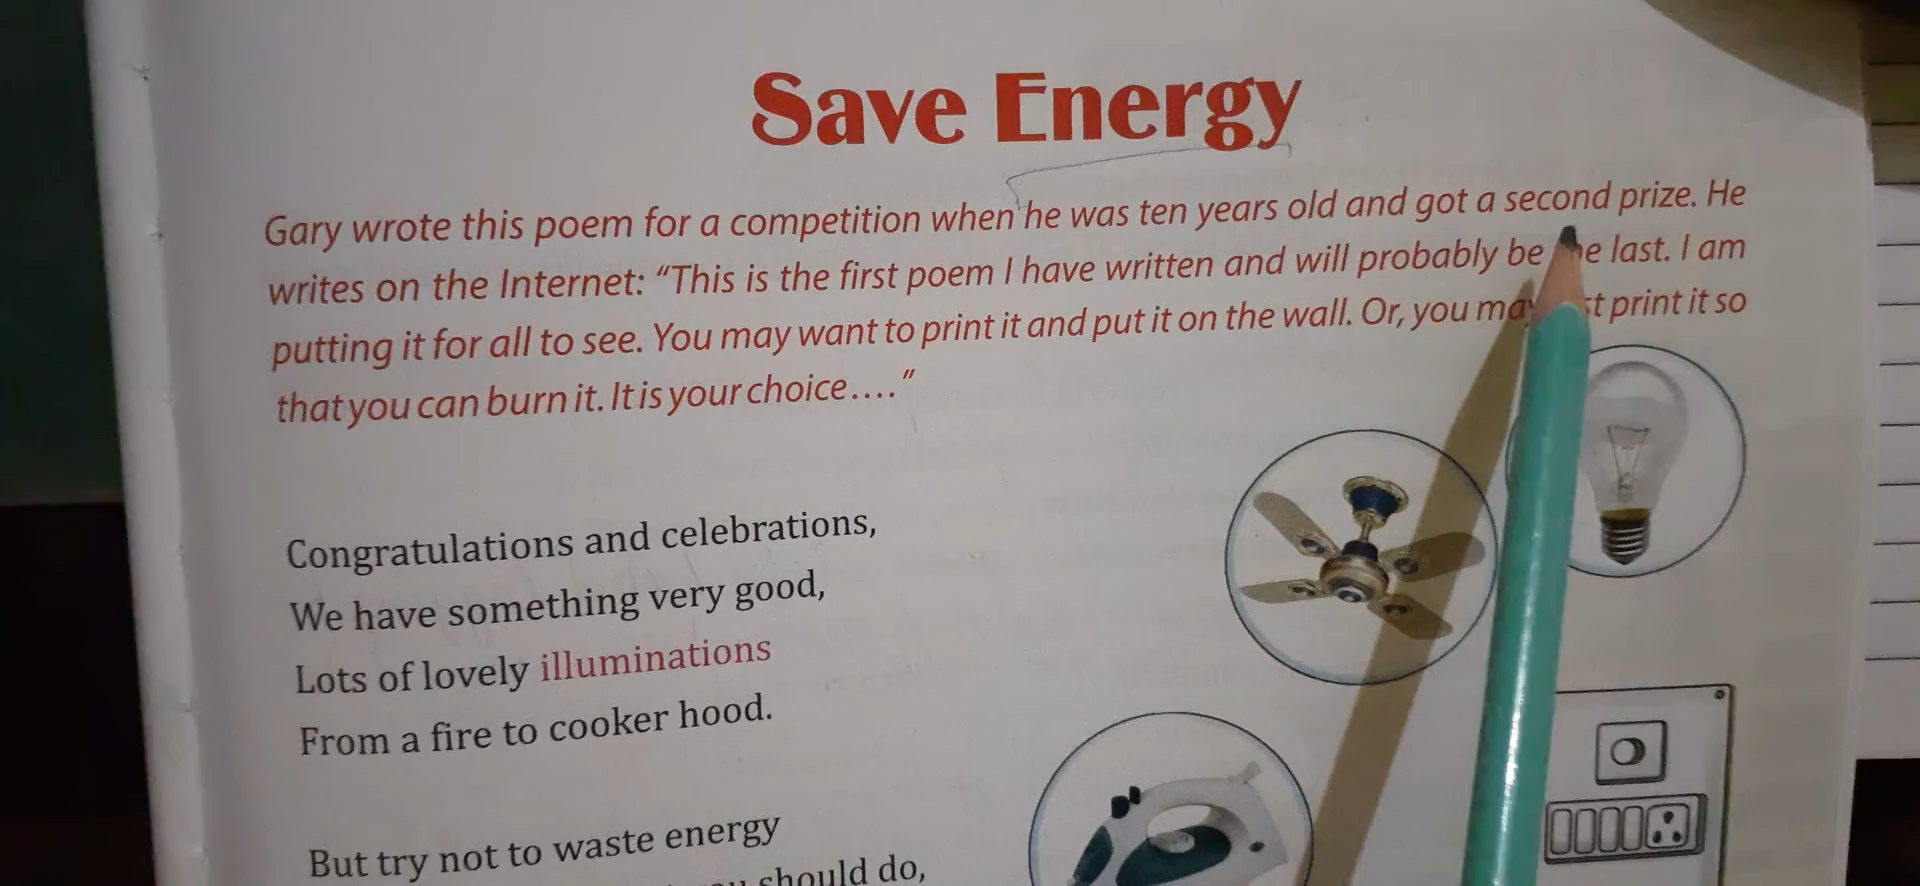 Save Energy
Gary wrote this poem for a competition when he was ten years old and got a second prize. He
writes on the Internet: “This is the first poem I have written and will probably be last. I am
putting it for all to see. You may want to print it and put it on the wall. Or, you may print it so
that you can burn it. It is your choice....”
Congratulations and celebrations,
We have something very good,
Lots of lovely illuminations
From a fire to cooker hood.
But try not to waste energy
should do,